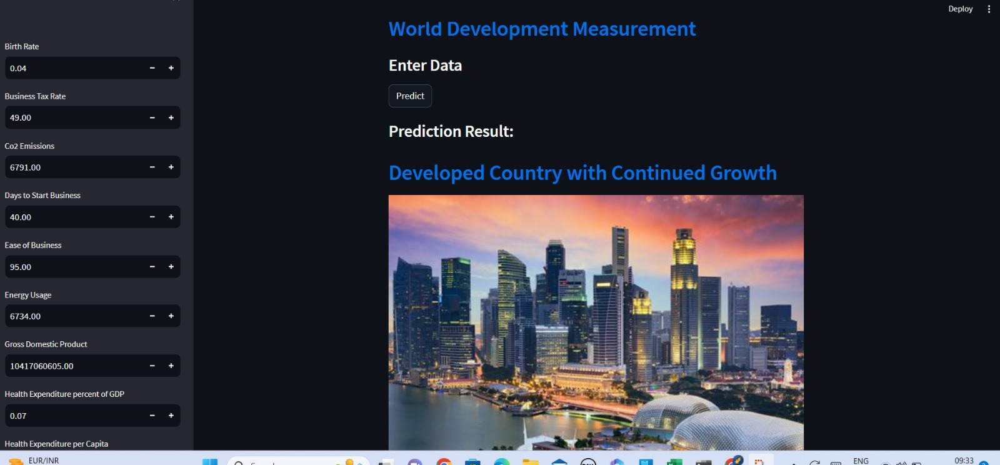 Deploy
World Development Measurement
Enter Data
Predict
Prediction Result:
Developed Country with Continued Growth
Birth Rate
0.04
Business Tax Rate
49.00
Co2 Emissions
6791.00
Days to Start Business
40.00
Ease of Business
95.00
Energy Usage
6734.00
Gross Domestic Product
10417060605.00
Health Expenditure percent of GDP
0.07
Health Expenditure per Capita
EUR/INR
ENG
09:33